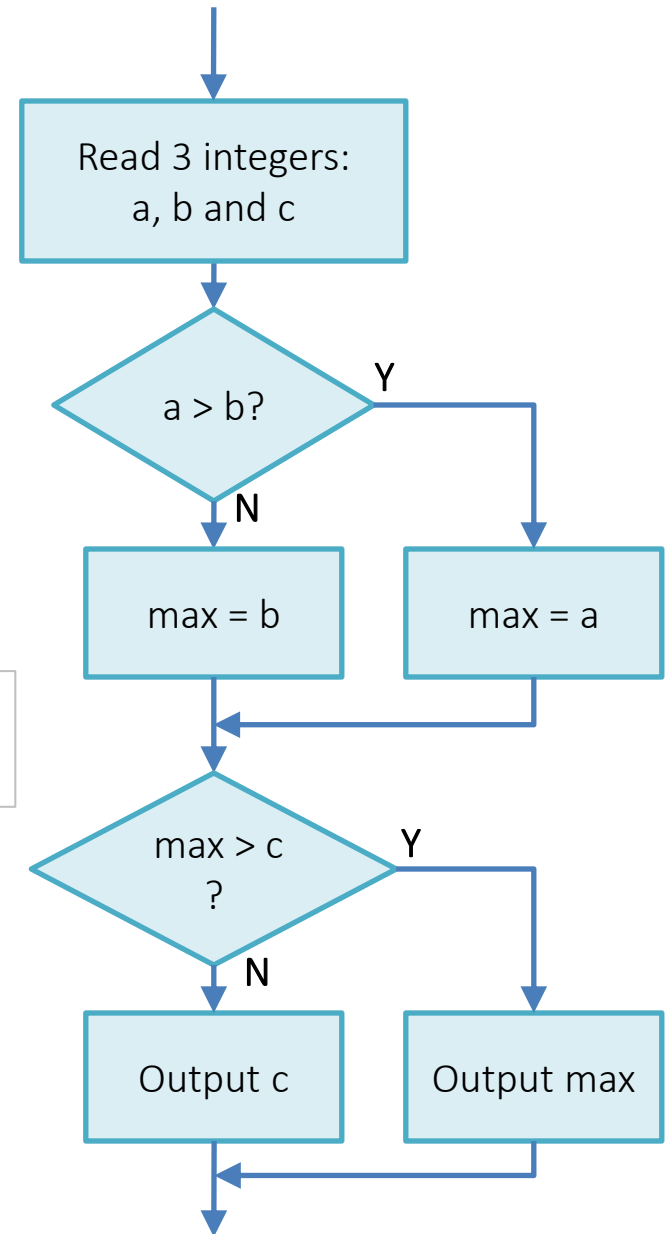 Read 3 integers:
a, b and c
a > b?
Y
N
max = b
max = a
max > c
?
Y
N
Output c
Output max